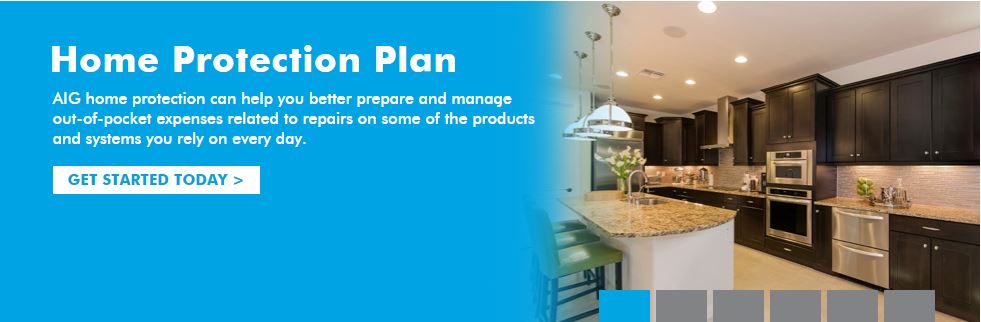 Home Protection Plan
AIG home protection can help you better prepare and manage
out-of-pocket expenses related to repairs on some of the products
and systems you rely on every day.
GET STARTED TODAY >